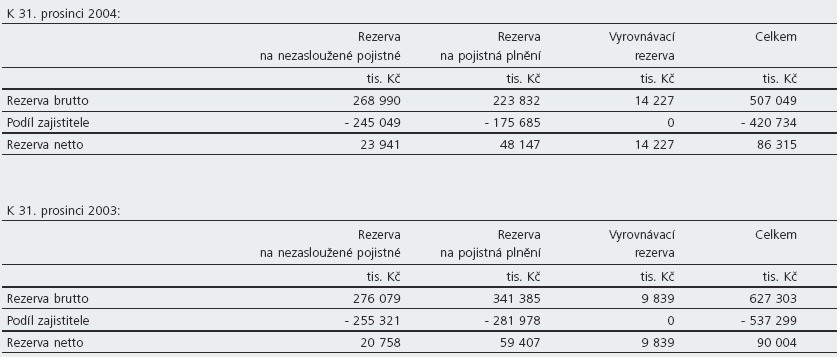 K 31. prosinci 2004:
Rezerva Rezerva Vyrovnávací Celkem
na nezasloužené pojistné na pojistná plnění rezerva
tis. Kč tis. Kč tis. Kč tis. Kč
Rezerva brutto 268 990 223 832 14 227 507 049
Podíl zajistitele - 245 049 - 175 685 0 - 420 734
Rezerva netto 23 941 48 147 14 227 86 315
K 31. prosinci 2003:
Rezerva Rezerva Vyrovnávací Celkem
na nezasloužené pojistné na pojistná plnění rezerva
tis. Kč tis. Kč tis. Kč tis. Kč
Rezerva brutto 276 079 341 385 9 839 627 303
Podíl zajistitele - 255 321 - 281 978 0 - 537 299
Rezerva netto 20 758 59 407 9 839 90 004